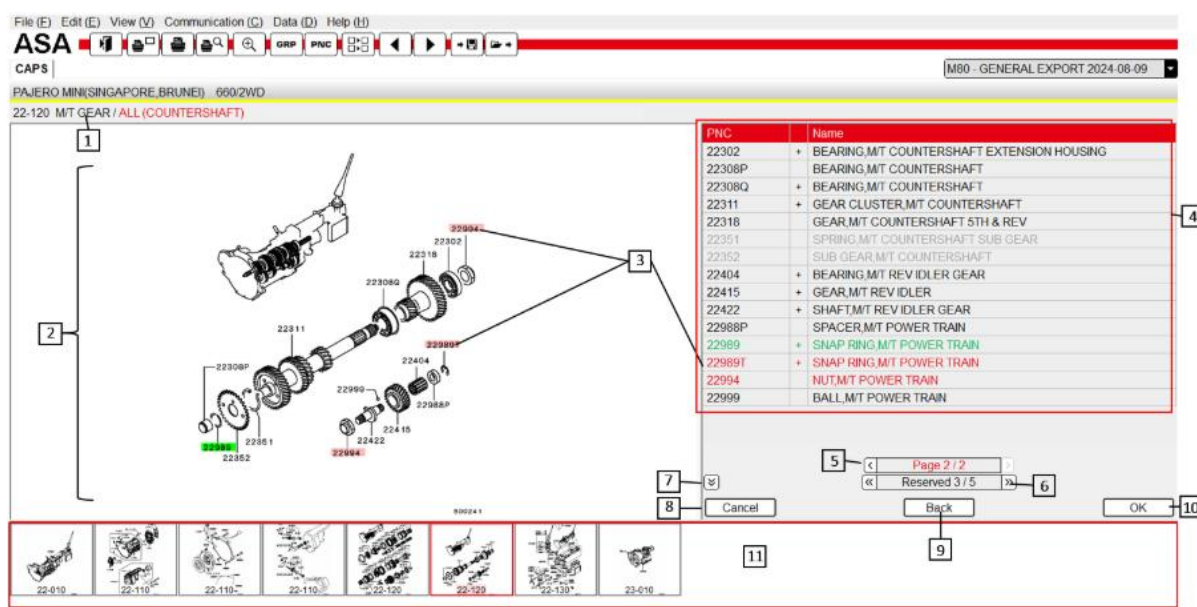 File (F) Edit (E) View (V) Communication (C) Data (D) Help (H)
ASA GRP PNC
CAPS M80 - GENERAL EXPORT 2024-08-09
PAJERO MINI(SINGAPORE,BRUNEI) 660/2WD
22-120 M/T GEAR / ALL (COUNTERSHAFT)
1
2
22994
22302
22318
22308Q
3
22311
22989T
22308P
22404
22999
22988P
22415
22351
22422
22989
22994
22352
500241
PNC Name
22302 + BEARING,M/T COUNTERSHAFT EXTENSION HOUSING
22308P BEARING,M/T COUNTERSHAFT
22308Q + BEARING,M/T COUNTERSHAFT
22311 + GEAR CLUSTER,M/T COUNTERSHAFT
22318 GEAR,M/T COUNTERSHAFT 5TH & REV
22351 SPRING,M/T COUNTERSHAFT SUB GEAR
22352 SUB GEAR,M/T COUNTERSHAFT
22404 + BEARING,M/T REV IDLER GEAR
22415 + GEAR,M/T REV IDLER
22422 + SHAFT,M/T REV IDLER GEAR
22988P SPACER,M/T POWER TRAIN
22989 + SNAP RING,M/T POWER TRAIN
22989T + SNAP RING,M/T POWER TRAIN
22994 NUT,M/T POWER TRAIN
22999 BALL,M/T POWER TRAIN
4
5 < Page 2 / 2 >
7 « Reserved 3 / 5 » 6
8 Cancel Back OK 10
9
11
22-010 22-110 22-110 22-110 22-120 22-120 22-130 23-010